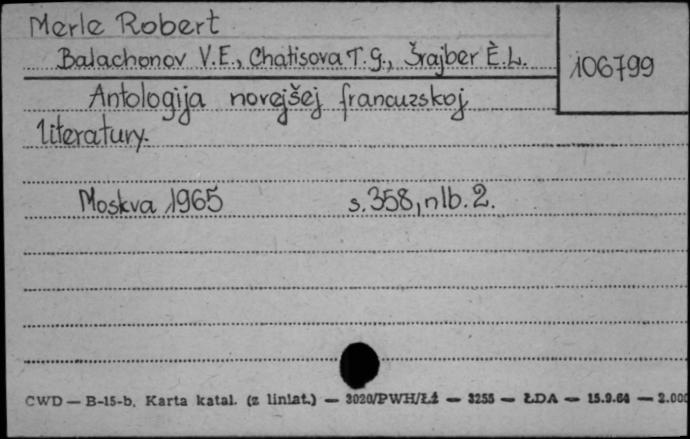 Merle Robert
Balachonov V.E., Chatisova T.G., Šrajber È.L.
106799
Antologija novejšej francuzskoj
literatury.
Moskva 1965 s.358, nlb. 2.
CWD — B-15-b, Karta katal. (z liniat.) — 3020/PWH/Łź — 3255 — ŁDA — 15.9.64 — 2.000